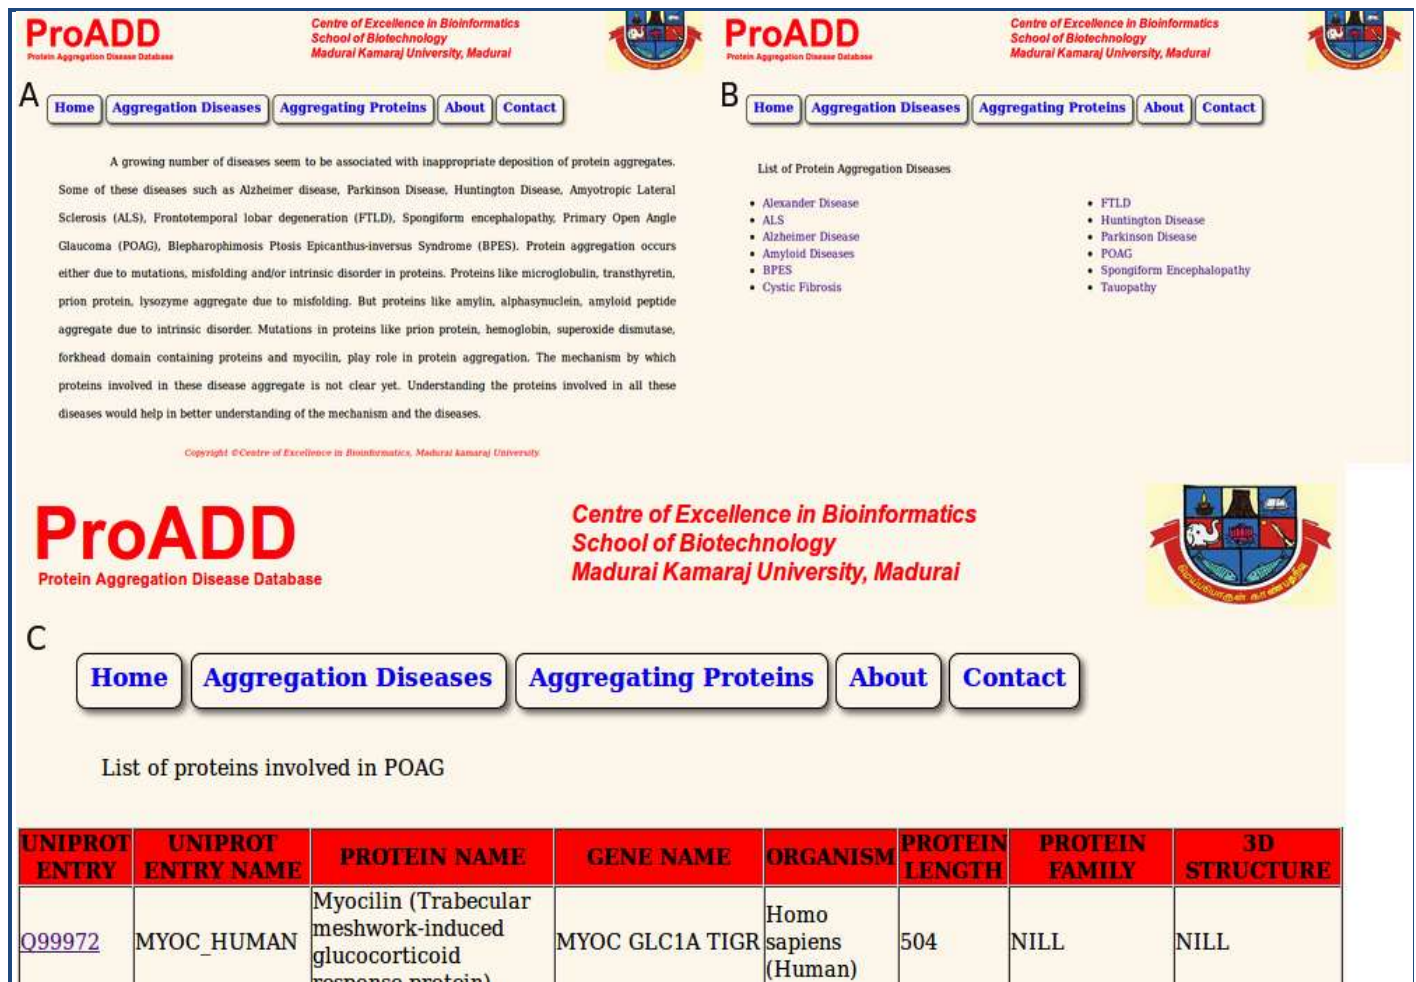 ProADD
Protein Aggregation Disease Database
Centre of Excellence in Bioinformatics
School of Biotechnology
Madurai Kamaraj University, Madurai
A
Home Aggregation Diseases Aggregating Proteins About Contact
A growing number of diseases seem to be associated with inappropriate deposition of protein aggregates.
Some of these diseases such as Alzheimer disease, Parkinson Disease, Huntington Disease, Amyotropic Lateral
Sclerosis (ALS), Frontotemporal lobar degeneration (FTLD), Spongiform encephalopathy, Primary Open Angle
Glaucoma (POAG), Blepharophimosis Ptosis Epicanthus-inversus Syndrome (BPES). Protein aggregation occurs
either due to mutations, misfolding and/or intrinsic disorder in proteins. Proteins like microglobulin, transthyretin,
prion protein, lysozyme aggregate due to misfolding. But proteins like amylin, alphasynuclein, amyloid peptide
aggregate due to intrinsic disorder. Mutations in proteins like prion protein, hemoglobin, superoxide dismutase,
forkhead domain containing proteins and myocilin, play role in protein aggregation. The mechanism by which
proteins involved in these disease aggregate is not clear yet. Understanding the proteins involved in all these
diseases would help in better understanding of the mechanism and the diseases.
Copyright ©Centre of Excellence in Bioinformatics, Madurai kamaraj University.
ProADD
Protein Aggregation Disease Database
Centre of Excellence in Bioinformatics
School of Biotechnology
Madurai Kamaraj University, Madurai
B
Home Aggregation Diseases Aggregating Proteins About Contact
List of Protein Aggregation Diseases
Alexander Disease
ALS
Alzheimer Disease
Amyloid Diseases
BPES
Cystic Fibrosis
FTLD
Huntington Disease
Parkinson Disease
POAG
Spongiform Encephalopathy
Tauopathy
ProADD
Protein Aggregation Disease Database
Centre of Excellence in Bioinformatics
School of Biotechnology
Madurai Kamaraj University, Madurai
C
Home Aggregation Diseases Aggregating Proteins About Contact
List of proteins involved in POAG
UNIPROT ENTRY
UNIPROT ENTRY NAME
PROTEIN NAME
GENE NAME
ORGANISM
PROTEIN LENGTH
PROTEIN FAMILY
3D STRUCTURE
Q99972
MYOC_HUMAN
Myocilin (Trabecular
meshwork-induced
glucocorticoid
response protein)
MYOC GLC1A TIGR
Homo
sapiens
(Human)
504
NILL
NILL